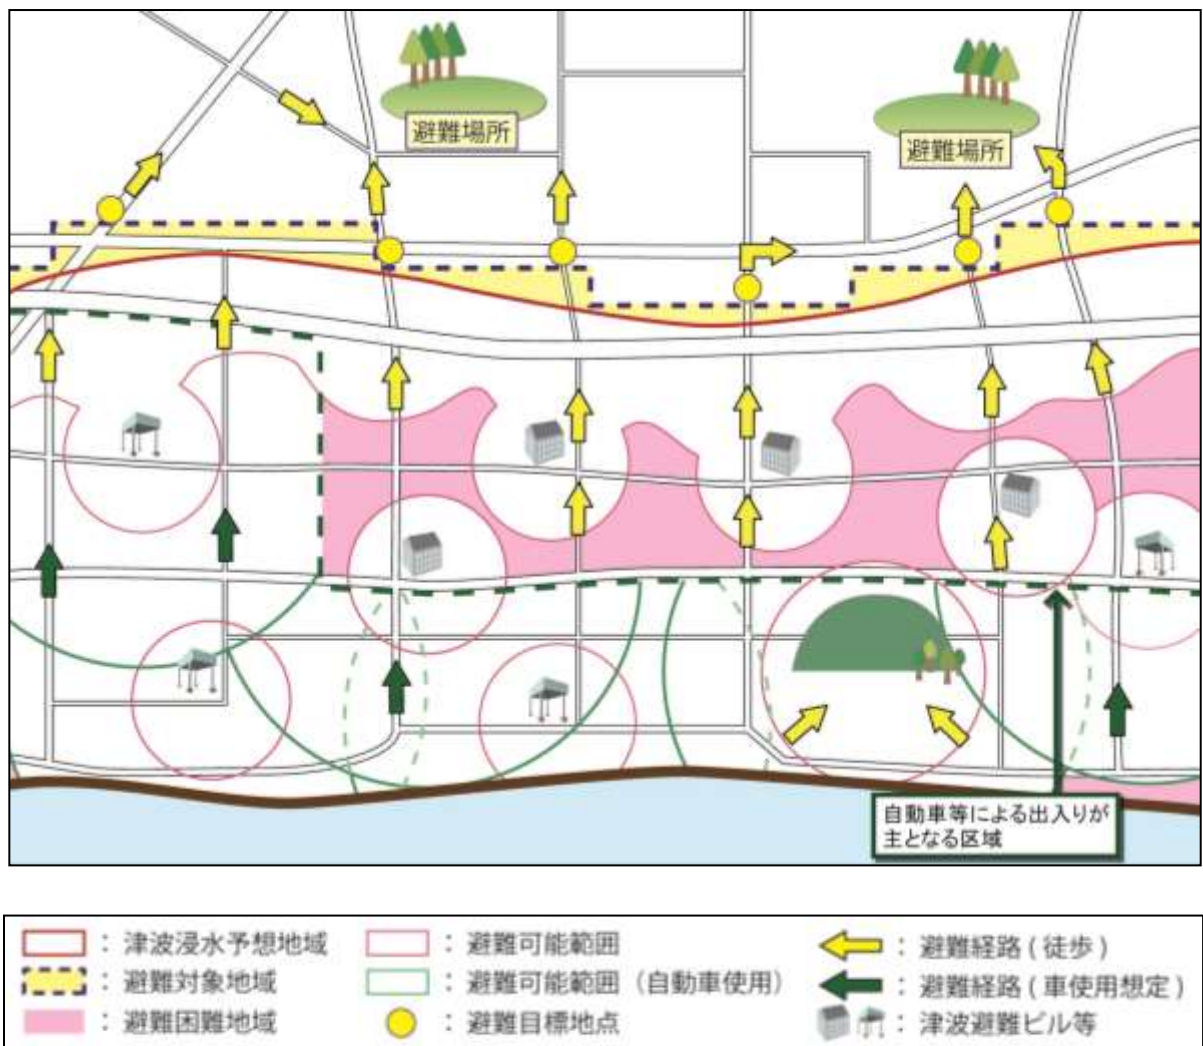 避難場所
避難場所
自動車等による出入りが
主となる区域
：津波浸水予想地域
：避難可能範囲
：避難経路(徒歩)
：避難対象地域
：避難可能範囲（自動車使用）
：避難経路(車使用想定)
：避難困難地域
：避難目標地点
：津波避難ビル等